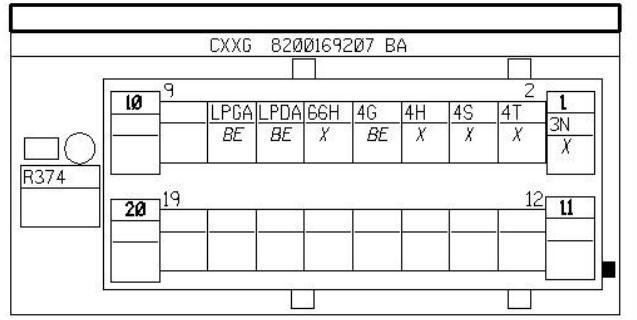 CXXG 8200169207 BA
9 2
10 LPGA LPDA 66H 4G 4H 4S 4T 1
BE BE X BE X X X 3N
X
R374
19 12
20 11